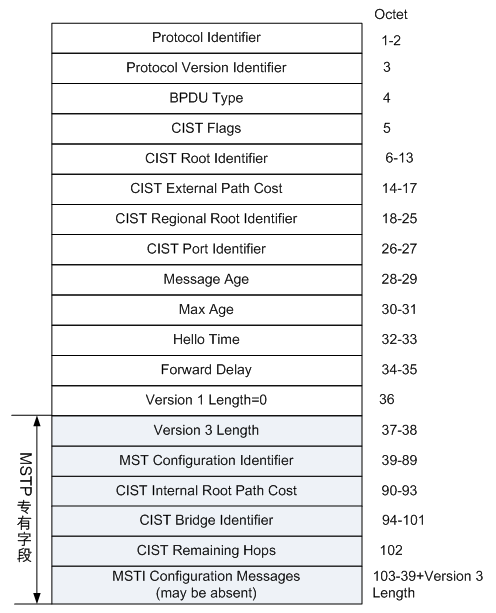 Octet
Protocol Identifier 1-2
Protocol Version Identifier 3
BPDU Type 4
CIST Flags 5
CIST Root Identifier 6-13
CIST External Path Cost 14-17
CIST Regional Root Identifier 18-25
CIST Port Identifier 26-27
Message Age 28-29
Max Age 30-31
Hello Time 32-33
Forward Delay 34-35
Version 1 Length=0 36
MSTP 专有字段
Version 3 Length 37-38
MST Configuration Identifier 39-89
CIST Internal Root Path Cost 90-93
CIST Bridge Identifier 94-101
CIST Remaining Hops 102
MSTI Configuration Messages 103-39+Version 3
(may be absent) Length